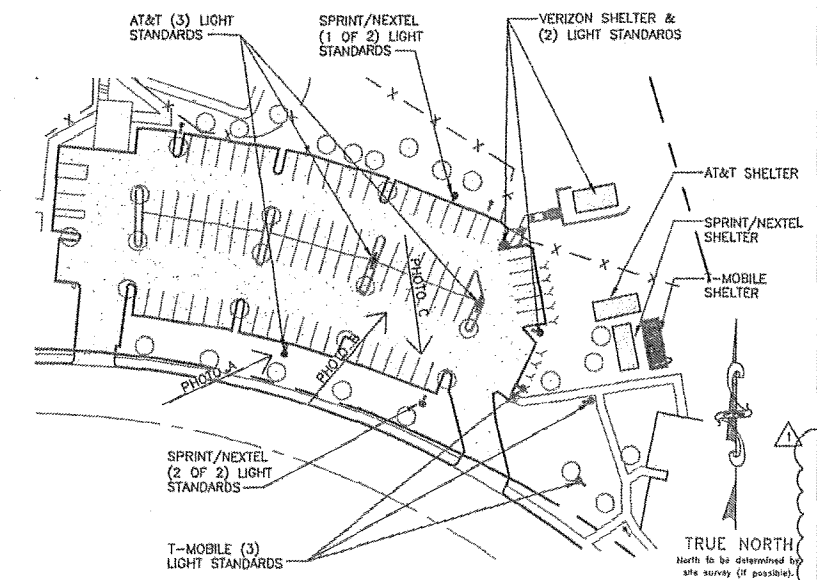 AT&T (3) LIGHT
STANDARDS
SPRINT/NEXTEL
(1 OF 2) LIGHT
STANDARDS
VERIZON SHELTER &
(2) LIGHT STANDARDS
AT&T SHELTER
SPRINT/NEXTEL
SHELTER
T-MOBILE
SHELTER
PHOTO C
PHOTO B
PHOTO A
SPRINT/NEXTEL
(2 OF 2) LIGHT
STANDARDS
T-MOBILE (3)
LIGHT STANDARDS
1
TRUE NORTH
North to be determined by
site survey (if possible).